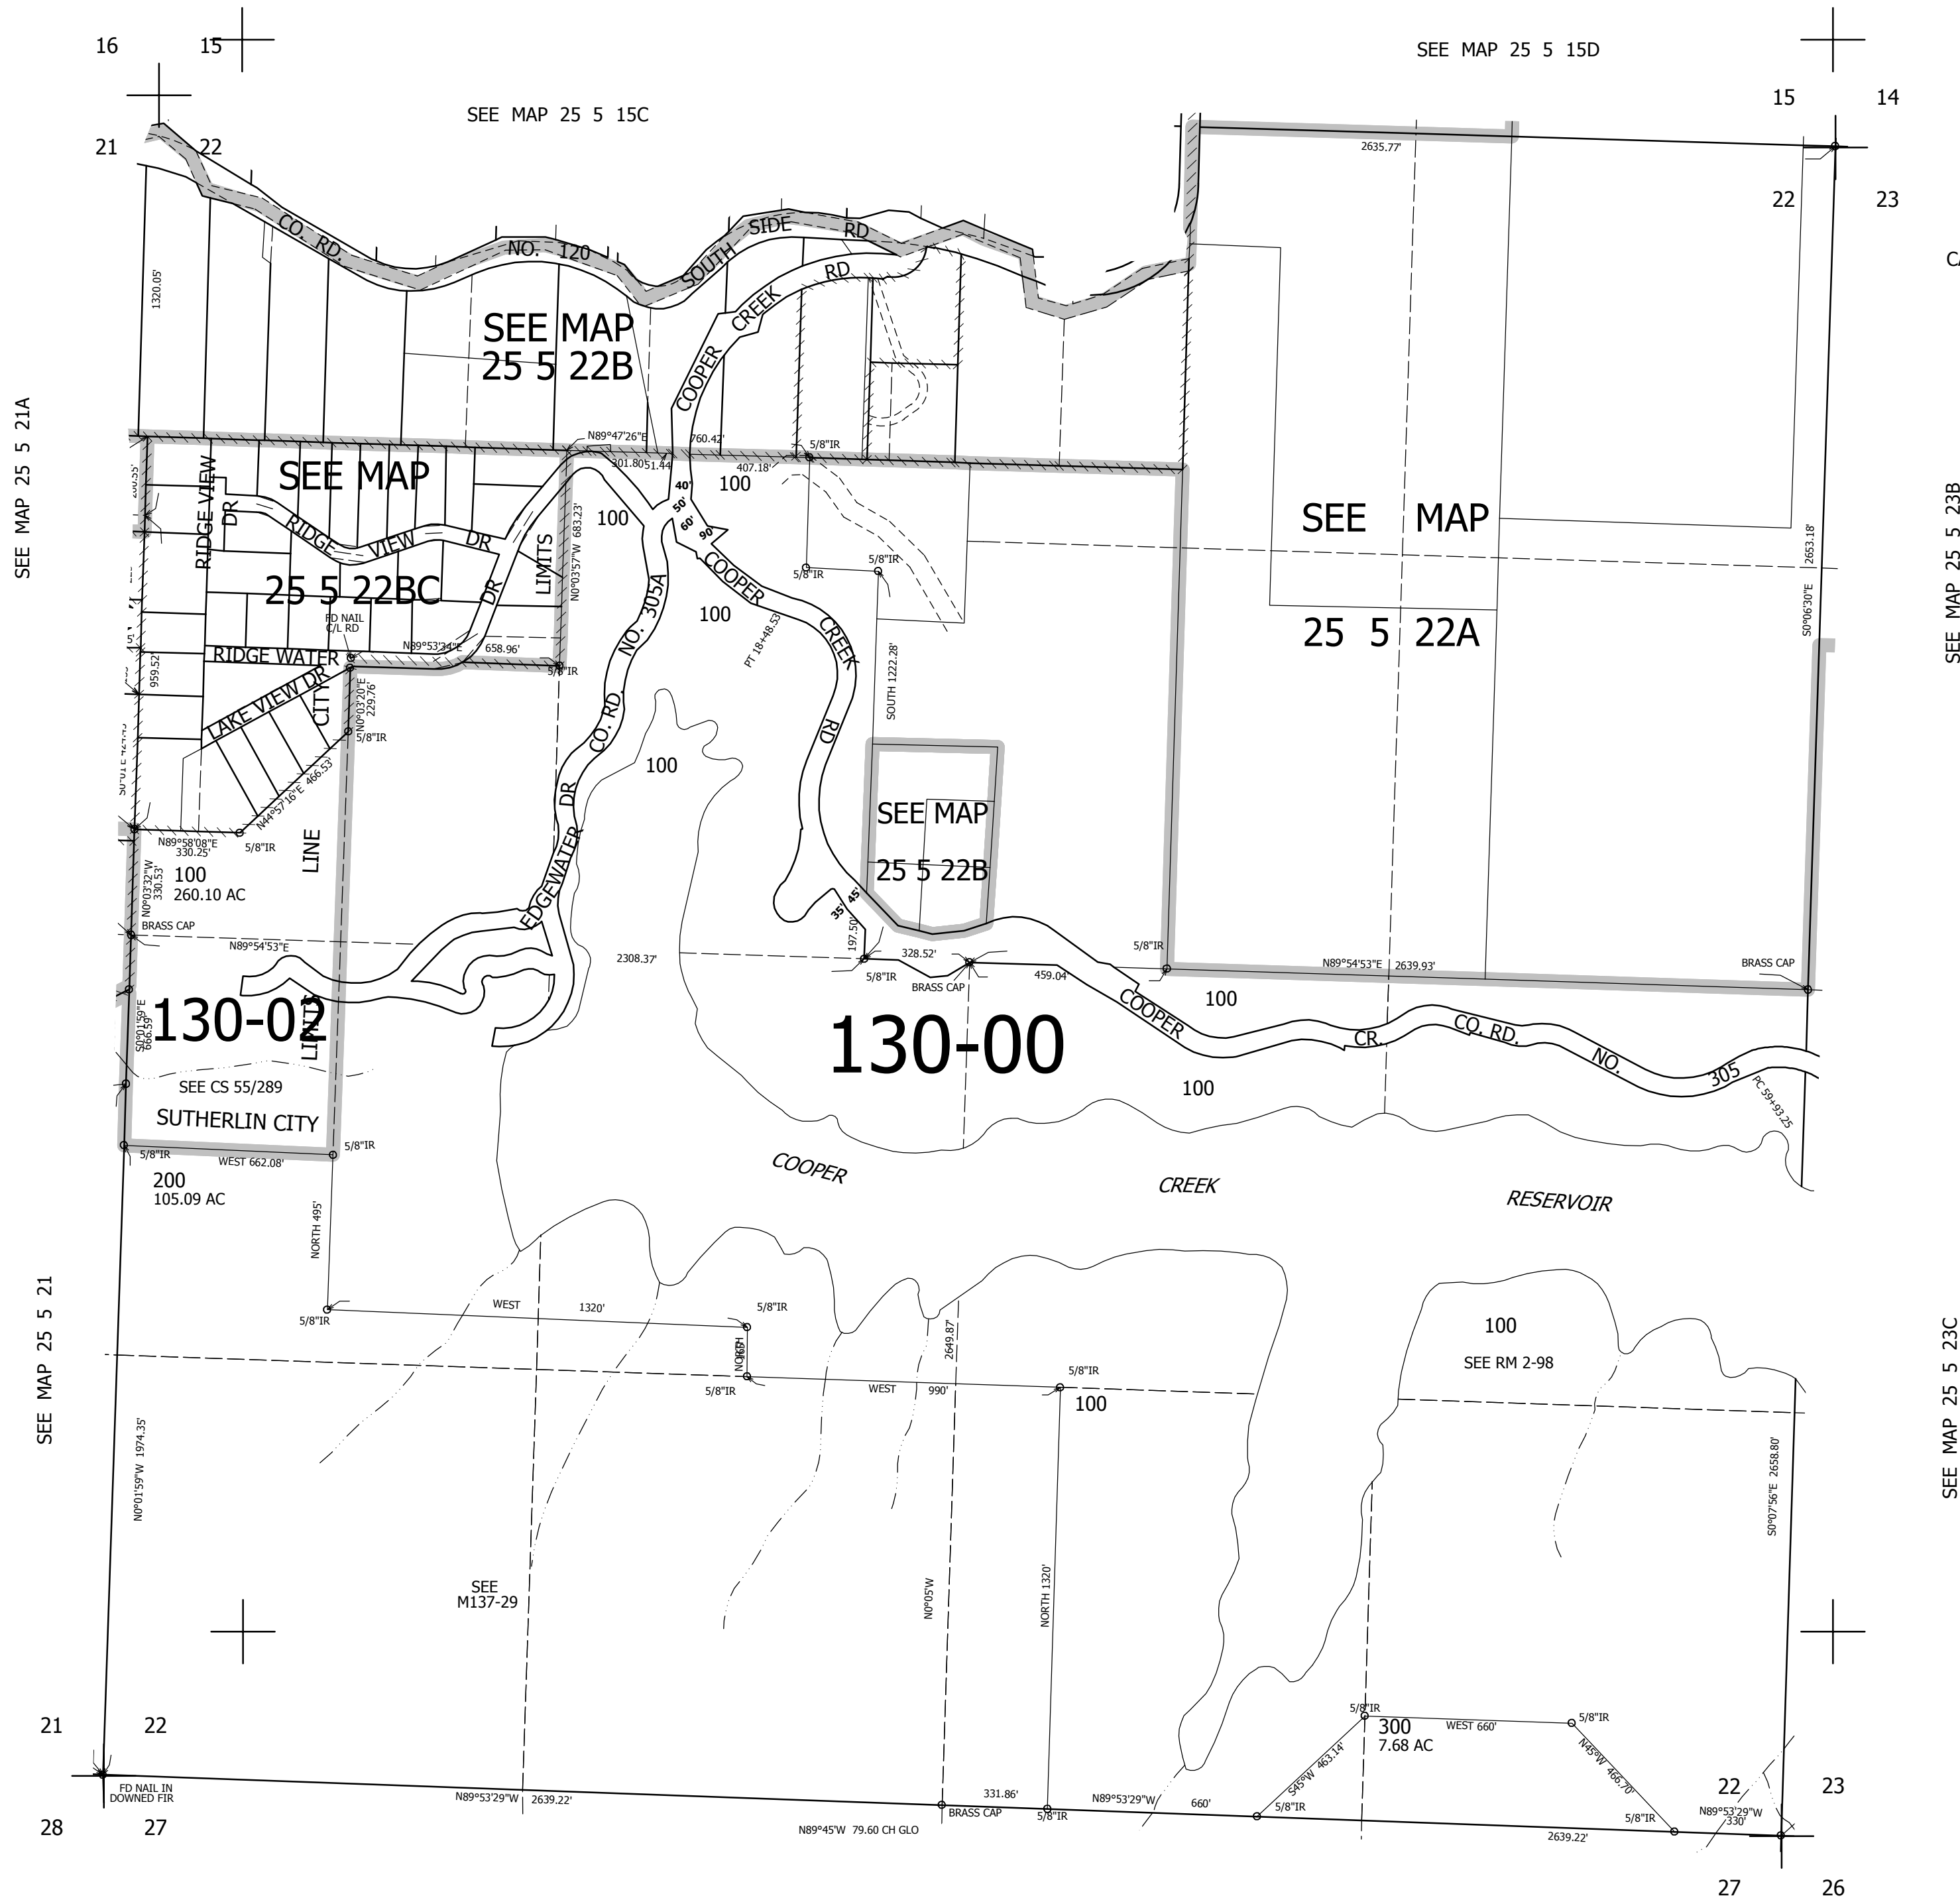 16
15
SEE MAP 25 5 15D
SEE MAP 25 5 15C
15
14
21
22
2635.77'
22
23
CO. RD.
NO. 120
SOUTH
SIDE
RD
1320.05'
COOPER
CREEK
RD
SEE MAP
25 5 22B
SEE MAP 25 5 21A
N89°47'26"E
760.42'
5/8"IR
301.80'
51.44
407.18'
SEE MAP
RIDGE VIEW
DR
RIDGE
VIEW
DR
DR
100
100
40'
50'
60'
90'
LIMITS
N0°03'57"W 683.23'
SEE MAP
25 5 22A
2653.18'
S0°06'30"E
SEE MAP 25 5 23B
25 5 22BC
FD NAIL
C/L RD
N89°53'34"E
658.96'
5/8"IR
RIDGE WATER
LAKE VIEW DR
CITY
N0°03'20"E
229.76'
5/8"IR
959.52'
N44°57'16"E 466.53'
NO. 305A
CO. RD.
DR
EDGEWATER
COOPER
CREEK
RD
5/8"IR
5/8"IR
100
PT 18+48.53
SOUTH 1222.28'
100
SEE MAP
25 5 22B
S0°01'E 424.43'
N89°58'08"E
330.25'
5/8"IR
LINE
100
260.10 AC
N0°03'32"W
330.53'
BRASS CAP
N89°54'53"E
35'
45'
197.50'
2308.37'
328.52'
5/8"IR
BRASS CAP
459.04'
5/8"IR
N89°54'53"E
2639.93'
BRASS CAP
130-02
LIMITS
S0°01'59"E
666.59'
130-00
100
COOPER
CR.
CO. RD.
NO.
305
PC 59+93.25
100
SEE CS 55/289
SUTHERLIN CITY
5/8"IR
WEST 662.08'
5/8"IR
200
105.09 AC
COOPER
CREEK
RESERVOIR
NORTH 495'
5/8"IR
WEST
1320'
5/8"IR
NORTH
165'
5/8"IR
WEST
990'
5/8"IR
100
2649.87'
100
SEE RM 2-98
SEE MAP 25 5 21
SEE MAP 25 5 23C
N0°01'59"W 1974.35'
S0°07'56"E 2658.80'
SEE
M137-29
N0°05'W
NORTH 1320'
5/8"IR
300
7.68 AC
WEST 660'
5/8"IR
S45°W 463.14'
N45°W 466.70'
21
22
22
23
FD NAIL IN
DOWNED FIR
N89°53'29"W 2639.22'
331.86'
BRASS CAP
5/8"IR
N89°53'29"W
660'
5/8"IR
5/8"IR
N89°53'29"W
330'
2639.22'
28
27
N89°45'W 79.60 CH GLO
27
26